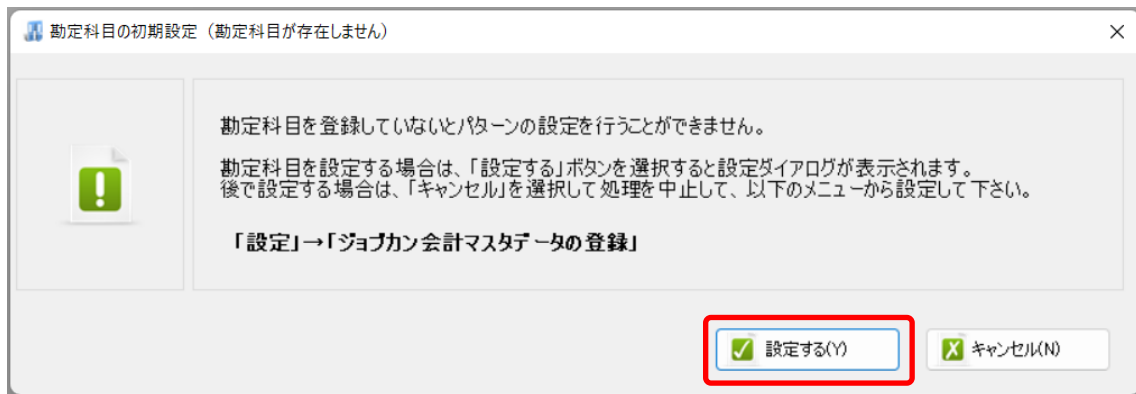 勘定科目の初期設定（勘定科目が存在しません）
勘定科目を登録していないとパターンの設定を行うことができません。
勘定科目を設定する場合は、「設定する」ボタンを選択すると設定ダイアログが表示されます。
後で設定する場合は、「キャンセル」を選択して処理を中止して、以下のメニューから設定して下さい。
「設定」→「ジョブカン会計マスタデータの登録」
設定する(Y)
キャンセル(N)